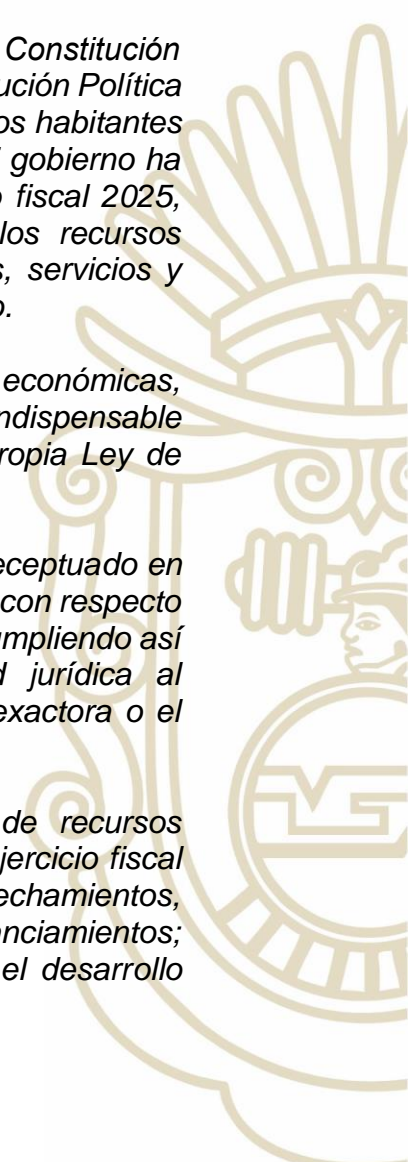 Constitución
ución Política
os habitantes
gobierno ha
o fiscal 2025,
los recursos
s, servicios y
o.
económicas,
ndispensable
ropia Ley de
eceptuado en
con respecto
umpliendo así
d jurídica al
exactora o el
de recursos
jercicio fiscal
echamientos,
anciamientos;
el desarrollo